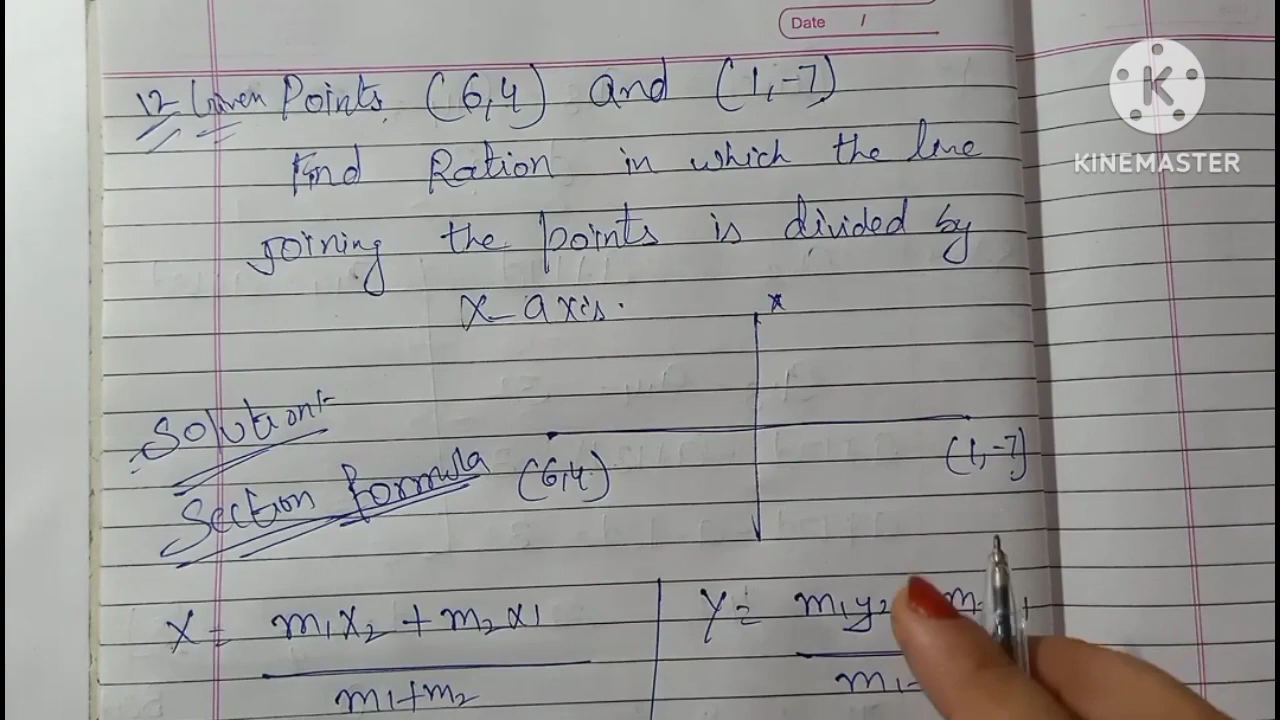 Date /
12 Given Points (6,4) and (1,-7)
Find Ration in which the line
joining the points is divided by
x-axis.
x
Solution:-
(6,4)
(1,-7)
Section formula
x = m₁x₂ + m₂x₁
m₁+m₂
y = m₁y₂
m₁
K
KINEMASTER